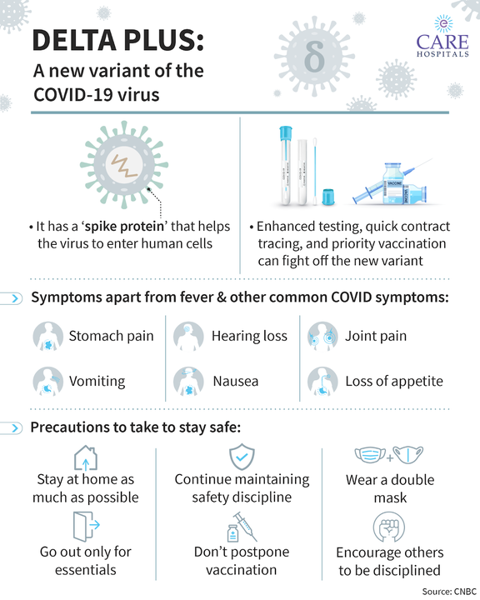 DELTA PLUS:
A new variant of the
COVID-19 virus
δ
e
CARE
HOSPITALS
• It has a ‘spike protein’ that helps
the virus to enter human cells
VACCINE
• Enhanced testing, quick contract
tracing, and priority vaccination
can fight off the new variant
Symptoms apart from fever & other common COVID symptoms:
Stomach pain
Hearing loss
Joint pain
Vomiting
Nausea
Loss of appetite
Precautions to take to stay safe:
Stay at home as
much as possible
Continue maintaining
safety discipline
Wear a double
mask
Go out only for
essentials
Don’t postpone
vaccination
Encourage others
to be disciplined
Source: CNBC